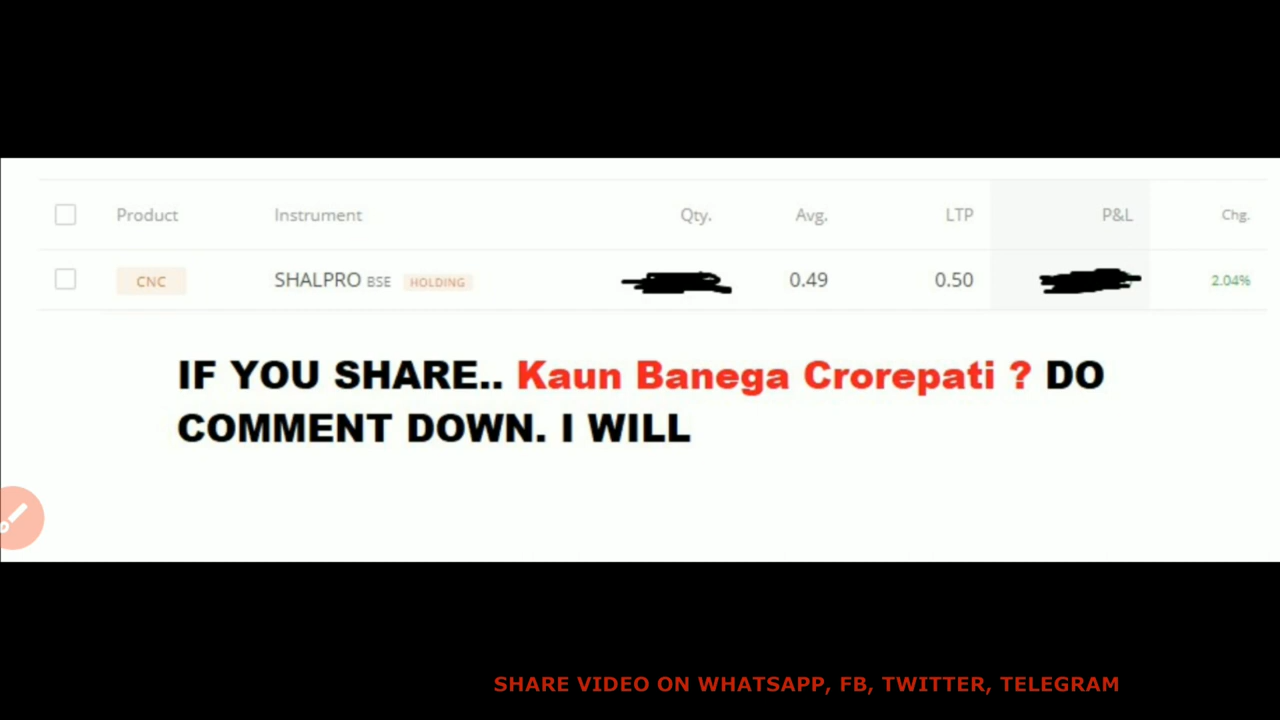 Product Instrument Qty. Avg. LTP P&L Chg.
CNC SHALPRO BSE HOLDING 0.49 0.50 2.04%
IF YOU SHARE.. Kaun Banega Crorepati ? DO
COMMENT DOWN. I WILL
SHARE VIDEO ON WHATSAPP, FB, TWITTER, TELEGRAM